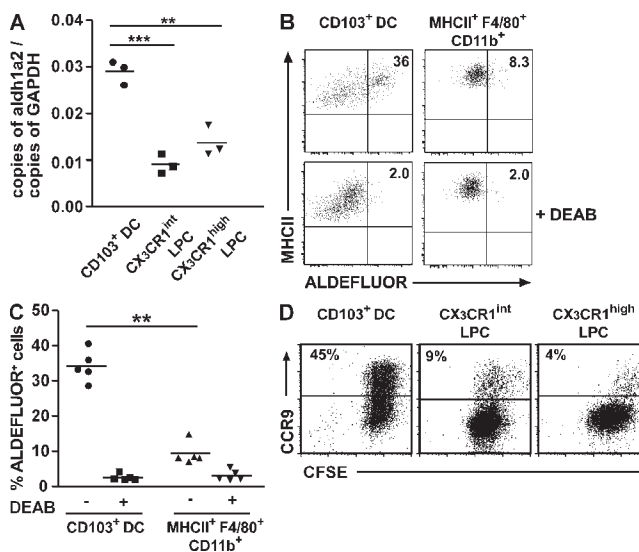 A
copies of aldh1a2 /
copies of GAPDH
0.04
0.03
0.02
0.01
0.00
**
***
CD103+ DC
CX3CR1int
LPC
CX3CR1high
LPC
B
CD103+ DC
MHCII+ F4/80+
CD11b+
36
8.3
2.0
2.0
+ DEAB
MHCII
ALDEFLUOR
C
% ALDEFLUOR+ cells
50
40
30
20
10
0
**
DEAB
-
+
-
+
CD103+ DC
MHCII+ F4/80+
CD11b+
D
CD103+ DC
CX3CR1int
LPC
CX3CR1high
LPC
45%
9%
4%
CCR9
CFSE